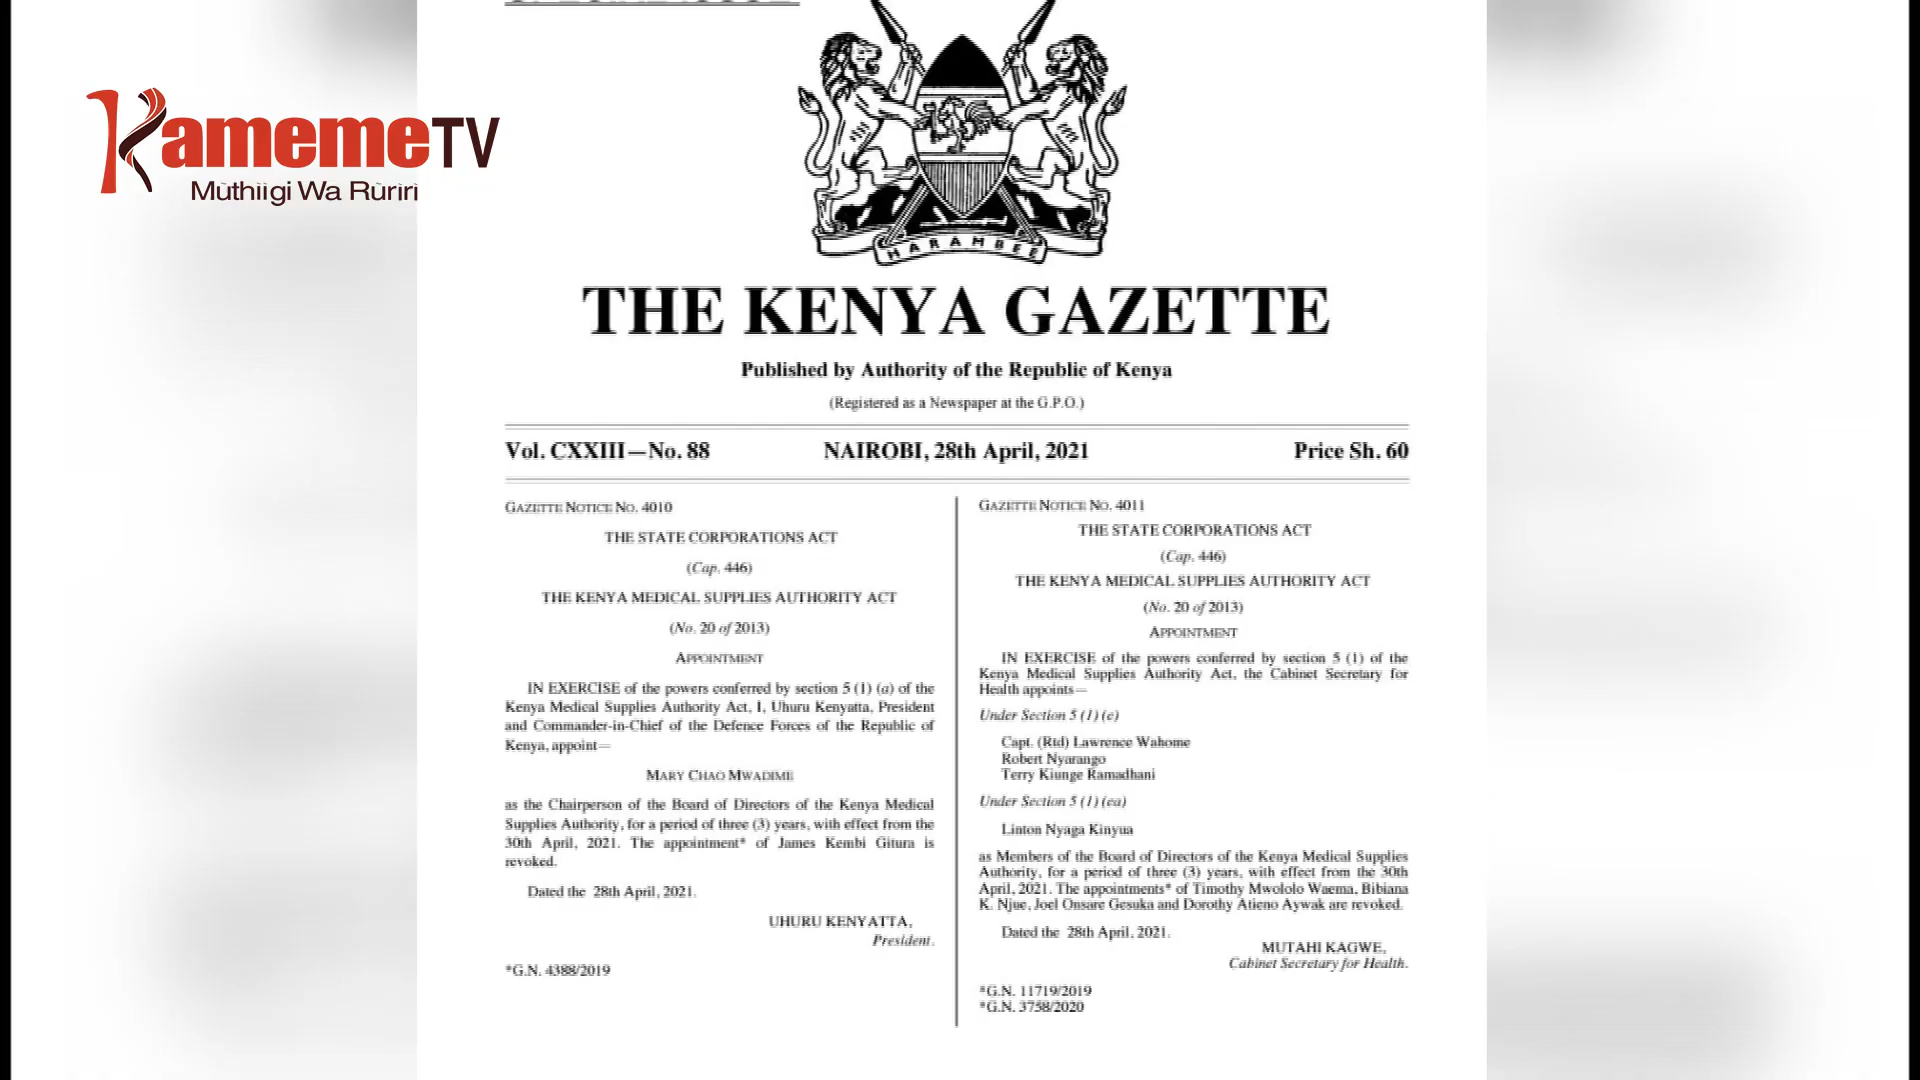 Kameme TV
Mũthiigi Wa Rũrĩrĩ
HARAMBEE
THE KENYA GAZETTE
Published by Authority of the Republic of Kenya
(Registered as a Newspaper at the G.P.O.)
Vol. CXXIII—No. 88 NAIROBI, 28th April, 2021 Price Sh. 60
GAZETTE NOTICE NO. 4010
THE STATE CORPORATIONS ACT
(Cap. 446)
THE KENYA MEDICAL SUPPLIES AUTHORITY ACT
(No. 20 of 2013)
APPOINTMENT
IN EXERCISE of the powers conferred by section 5 (1) (a) of the
Kenya Medical Supplies Authority Act, I, Uhuru Kenyatta, President
and Commander-in-Chief of the Defence Forces of the Republic of
Kenya, appoint—
MARY CHAO MWADIME
as the Chairperson of the Board of Directors of the Kenya Medical
Supplies Authority, for a period of three (3) years, with effect from the
30th April, 2021. The appointment* of James Kembi Gitura is
revoked.
Dated the 28th April, 2021.
UHURU KENYATTA,
President.
*G.N. 4388/2019
GAZETTE NOTICE NO. 4011
THE STATE CORPORATIONS ACT
(Cap. 446)
THE KENYA MEDICAL SUPPLIES AUTHORITY ACT
(No. 20 of 2013)
APPOINTMENT
IN EXERCISE of the powers conferred by section 5 (1) of the
Kenya Medical Supplies Authority Act, the Cabinet Secretary for
Health appoints—
Under Section 5 (1) (e)
Capt. (Rtd) Lawrence Wahome
Robert Nyarango
Terry Kiunge Ramadhani
Under Section 5 (1) (ea)
Linton Nyaga Kinyua
as Members of the Board of Directors of the Kenya Medical Supplies
Authority, for a period of three (3) years, with effect from the 30th
April, 2021. The appointments* of Timothy Mwololo Waema, Bibiana
K. Njue, Joel Onsare Gesuka and Dorothy Atieno Aywak are revoked.
Dated the 28th April, 2021.
MUTAHI KAGWE,
Cabinet Secretary for Health.
*G.N. 11719/2019
*G.N. 3758/2020